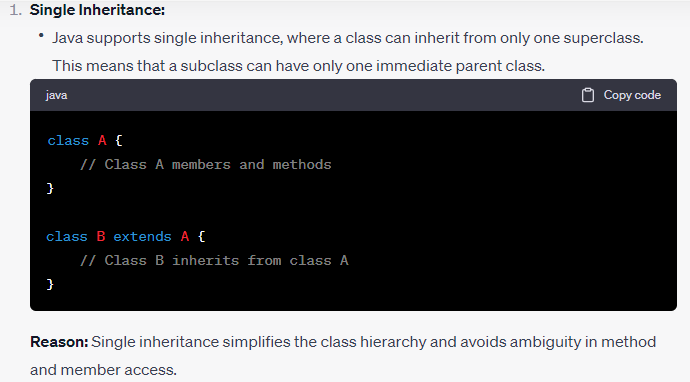 1. Single Inheritance:
• Java supports single inheritance, where a class can inherit from only one superclass.
This means that a subclass can have only one immediate parent class.
java Copy code
class A {
    // Class A members and methods
}
class B extends A {
    // Class B inherits from class A
}
Reason: Single inheritance simplifies the class hierarchy and avoids ambiguity in method
and member access.